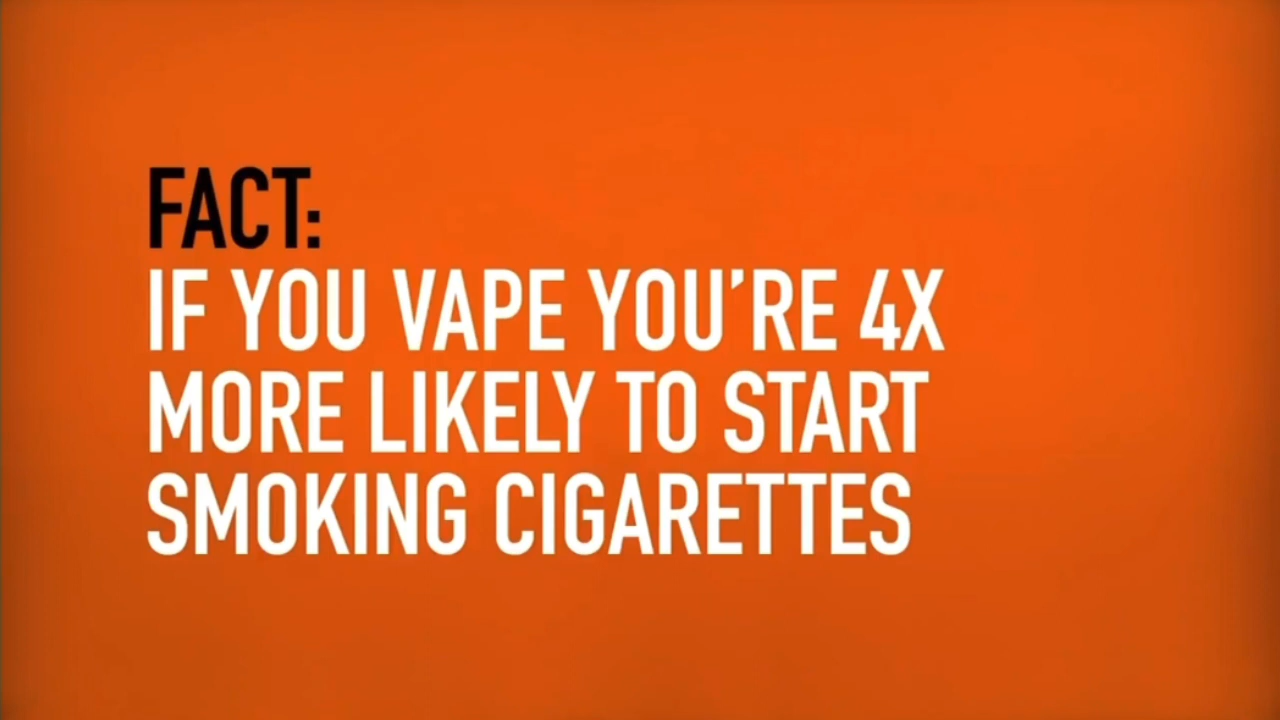 FACT:
IF YOU VAPE YOU'RE 4X
MORE LIKELY TO START
SMOKING CIGARETTES